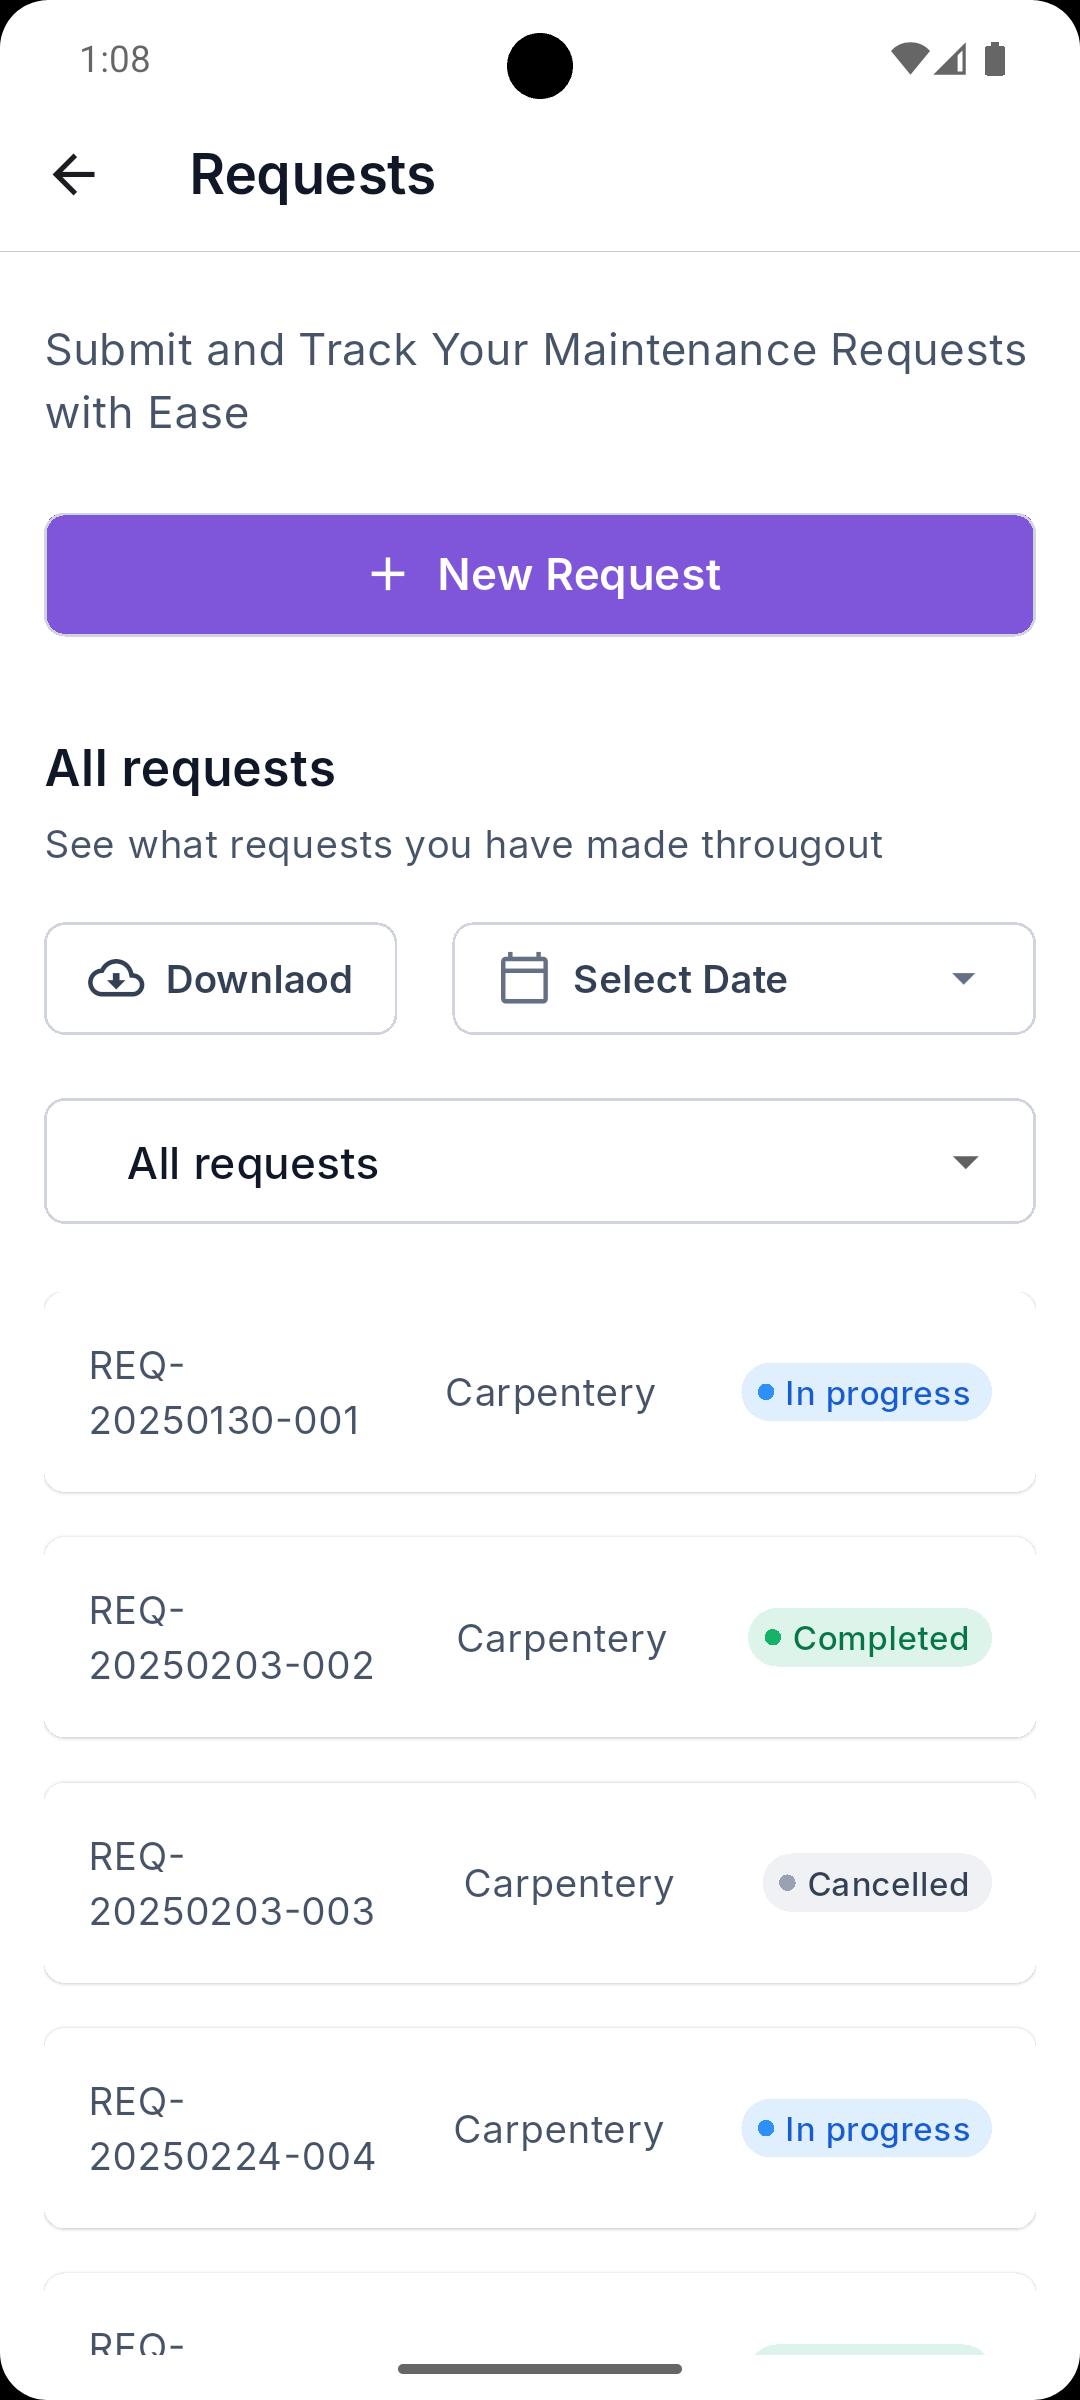 1:08
Requests
Submit and Track Your Maintenance Requests
with Ease
New Request
All requests
See what requests you have made througout
Downlaod
Select Date
All requests
REQ-
20250130-001
Carpentery
In progress
REQ-
20250203-002
Carpentery
Completed
REQ-
20250203-003
Carpentery
Cancelled
REQ-
20250224-004
Carpentery
In progress
REQ-